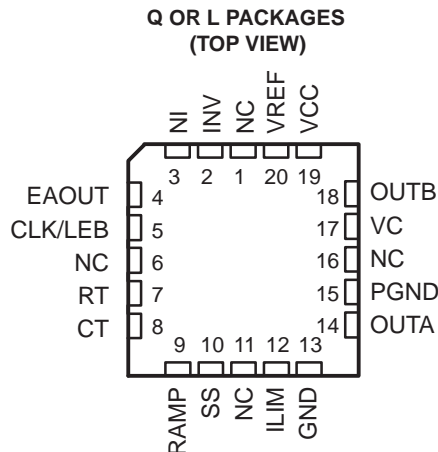 Q OR L PACKAGES
(TOP VIEW)
NI INV NC VREF VCC
3 2 1 20 19
EAOUT 4 18 OUTB
CLK/LEB 5 17 VC
NC 6 16 NC
RT 7 15 PGND
CT 8 14 OUTA
9 10 11 12 13
RAMP SS NC ILIM GND